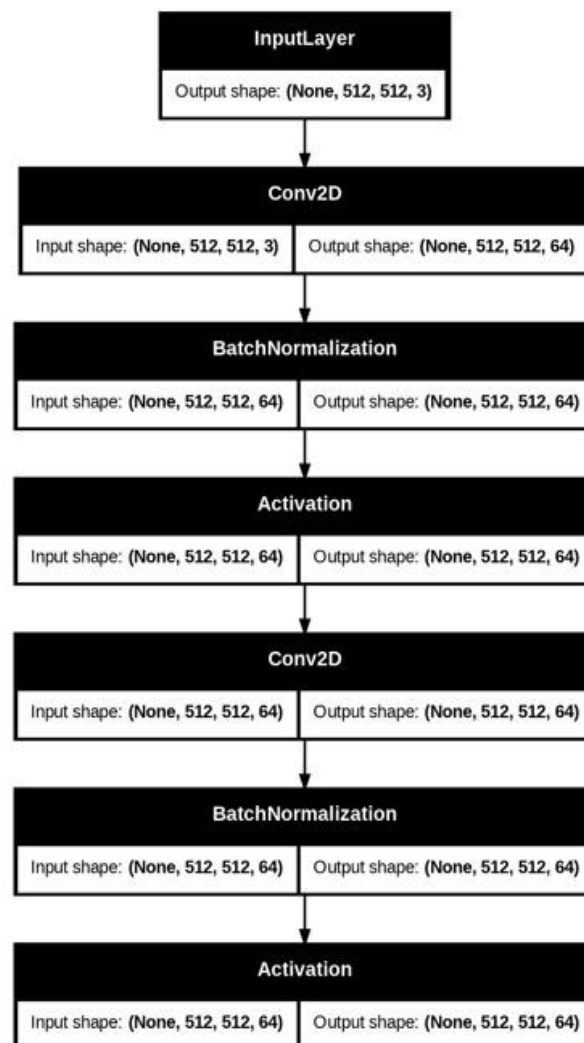 InputLayer
Output shape: (None, 512, 512, 3)
Conv2D
Input shape: (None, 512, 512, 3) Output shape: (None, 512, 512, 64)
BatchNormalization
Input shape: (None, 512, 512, 64) Output shape: (None, 512, 512, 64)
Activation
Input shape: (None, 512, 512, 64) Output shape: (None, 512, 512, 64)
Conv2D
Input shape: (None, 512, 512, 64) Output shape: (None, 512, 512, 64)
BatchNormalization
Input shape: (None, 512, 512, 64) Output shape: (None, 512, 512, 64)
Activation
Input shape: (None, 512, 512, 64) Output shape: (None, 512, 512, 64)